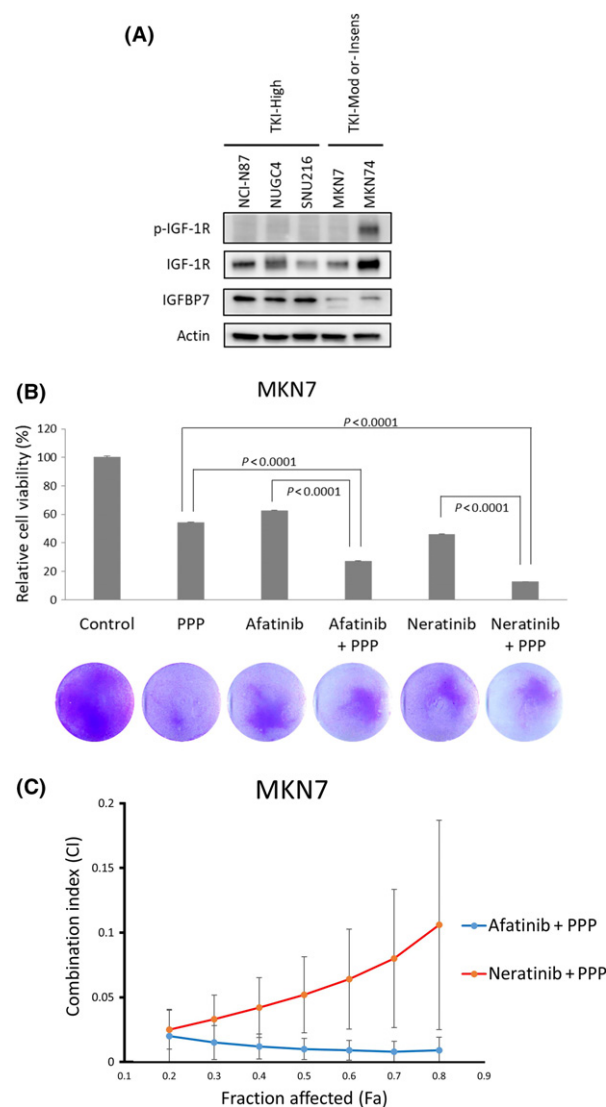 (A)
TKI-High
TKI-Mod or- Insens
NCI-N87
NUGC4
SNU216
MKN7
MKN74
p-IGF-1R
IGF-1R
IGFBP7
Actin
(B)
MKN7
Relative cell viability (%)
120
100
80
60
40
20
0
P < 0.0001
P < 0.0001
P < 0.0001
P < 0.0001
Control
PPP
Afatinib
Afatinib
+ PPP
Neratinib
Neratinib
+ PPP
(C)
MKN7
Combination index (CI)
0.2
0.15
0.1
0.05
0
0.1 0.2 0.3 0.4 0.5 0.6 0.7 0.8 0.9
Fraction affected (Fa)
Afatinib + PPP
Neratinib + PPP